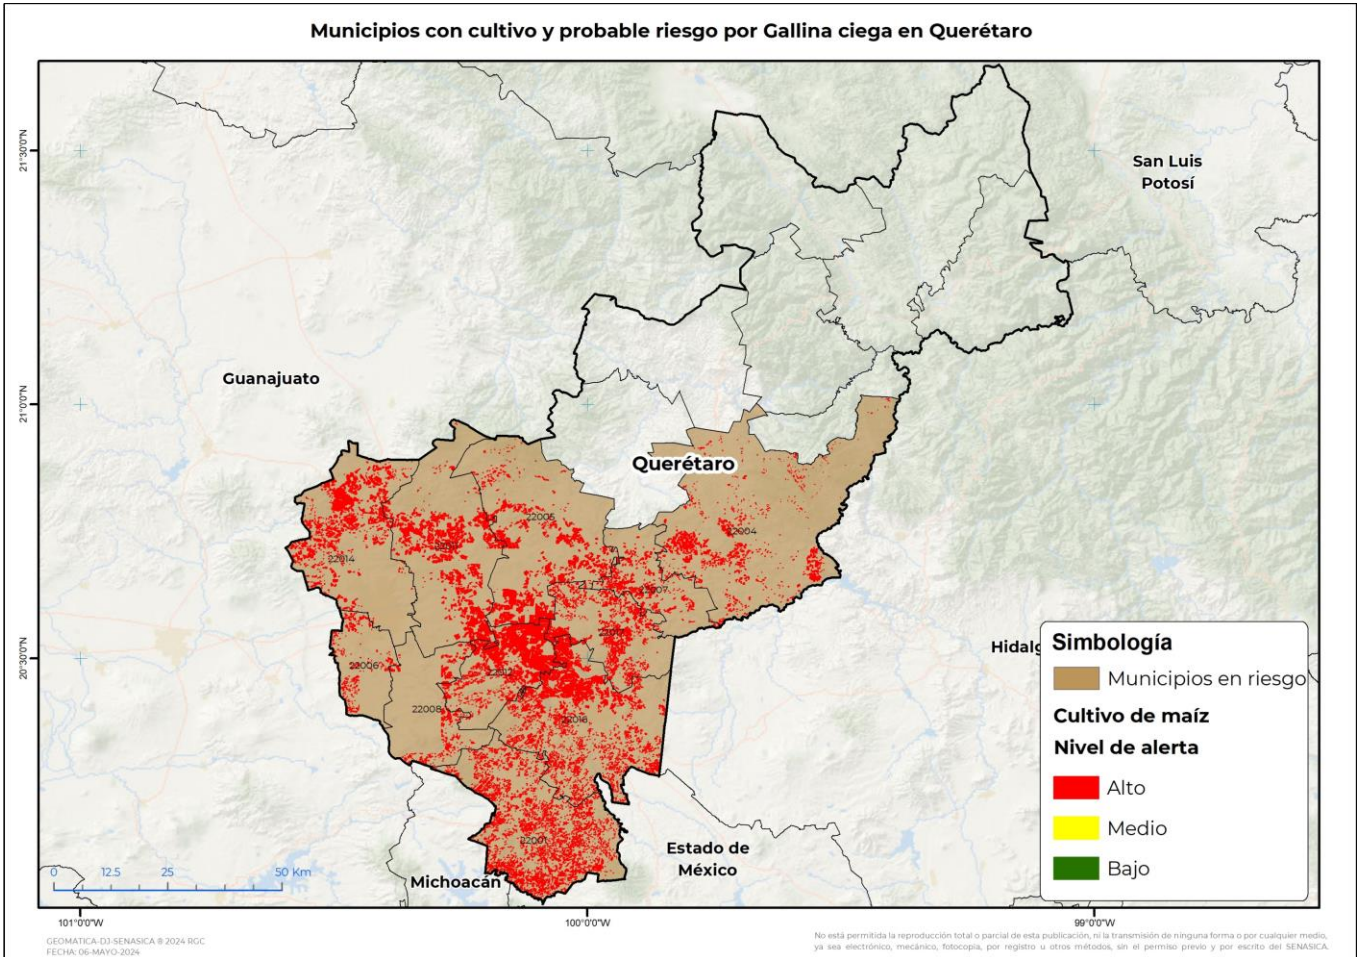 Municipios con cultivo y probable riesgo por Gallina ciega en Querétaro
21°30'0"N
21°0'0"N
20°30'0"N
San Luis
Potosí
Guanajuato
Querétaro
22005
22004
22014
22007
22017
22006
22008
22016
22001
Hidalg
Estado de
México
Michoacán
Simbología
Municipios en riesgo
Cultivo de maíz
Nivel de alerta
Alto
Medio
Bajo
0 12.5 25 50 Km
101°0'0"W 100°0'0"W 99°0'0"W
GEOMATICA-DJ-SENASICA ® 2024 RGC
FECHA: 06-MAYO-2024
No está permitida la reproducción total o parcial de esta publicación, ni la transmisión de ninguna forma o por cualquier medio,
ya sea electrónico, mecánico, fotocopia, por registro u otros métodos, sin el permiso previo y por escrito del SENASICA.